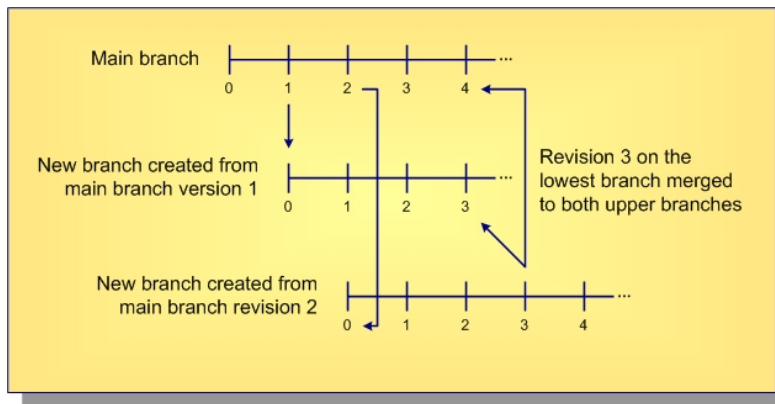 Main branch
...
0 1 2 3 4
New branch created from
main branch version 1
...
0 1 2 3
Revision 3 on the
lowest branch merged
to both upper branches
New branch created from
main branch revision 2
...
0 1 2 3 4